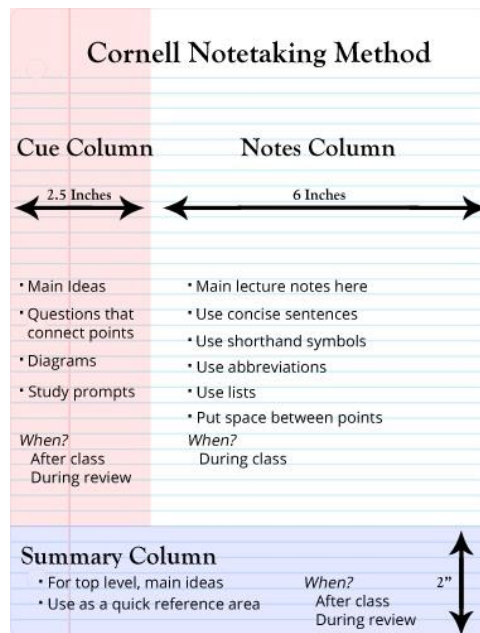 Cornell Notetaking Method
Cue Column
2.5 Inches
• Main Ideas
• Questions that
connect points
• Diagrams
• Study prompts
When?
After class
During review
Notes Column
6 Inches
• Main lecture notes here
• Use concise sentences
• Use shorthand symbols
• Use abbreviations
• Use lists
• Put space between points
When?
During class
Summary Column
• For top level, main ideas
• Use as a quick reference area
When?
After class
During review
2”